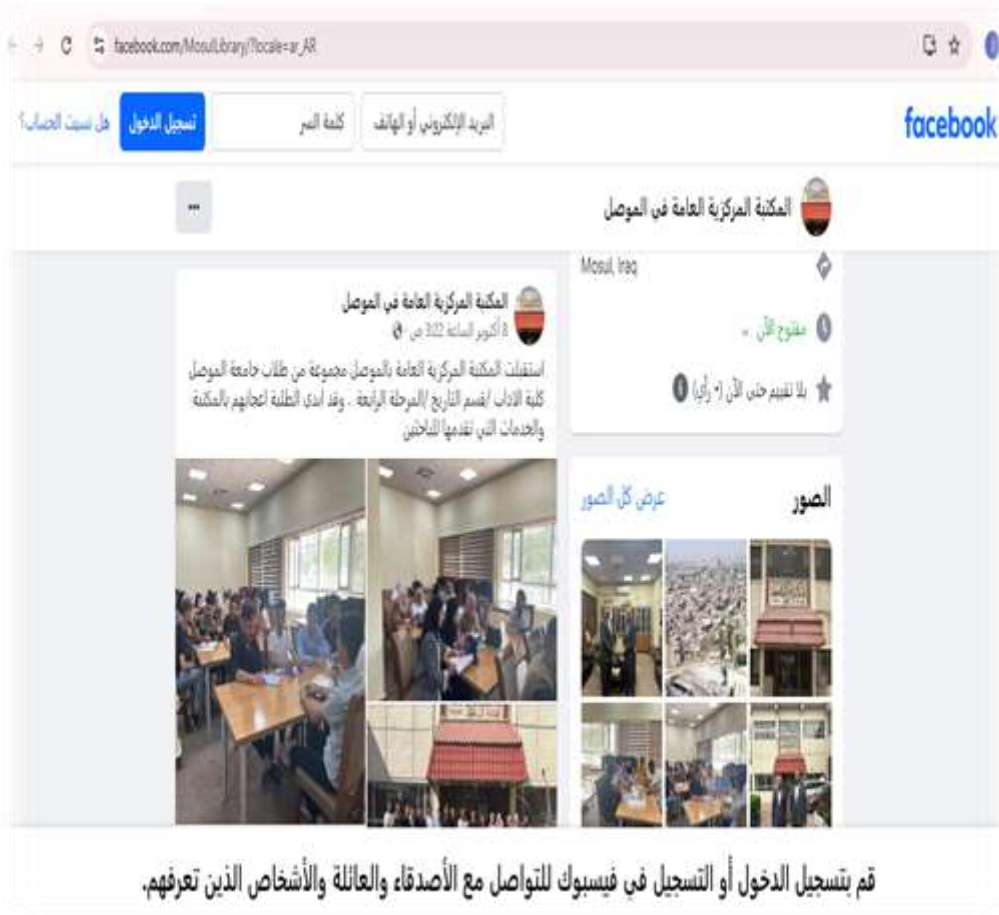 facebook.com/MosulLibrary/?locale=ar_AR
facebook
البريد الإلكتروني أو الهاتف
كلمة السر
تسجيل الدخول
هل نسيت الحساب؟
المكتبة المركزية العامة في الموصل
Mosul, Iraq
مفتوح الآن
بلا تقييم حتى الآن (٠ رأي)
الصور
عرض كل الصور
المكتبة المركزية العامة في الموصل
8 أكتوبر الساعة 3:22 ص
استقبلت المكتبة المركزية العامة بالموصل مجموعة من طلاب جامعة الموصل
كلية الاداب /قسم التاريخ /المرحلة الرابعة . وقد ابدى الطلبة اعجابهم بالمكتبة
والخدمات التي تقدمها للباحثين
قم بتسجيل الدخول أو التسجيل في فيسبوك للتواصل مع الأصدقاء والعائلة والأشخاص الذين تعرفهم.